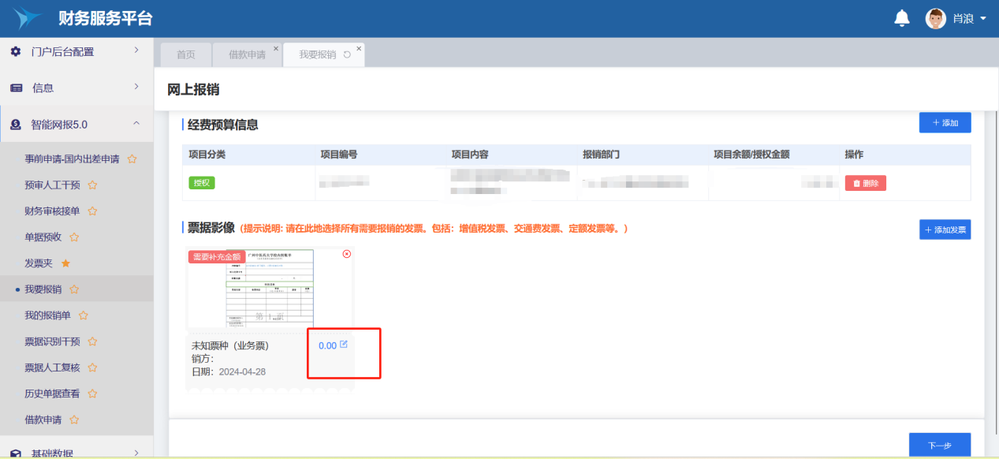 财务服务平台
肖浪
门户后台配置
信息
智能网报5.0
事前申请-国内出差申请
预审人工干预
财务审核接单
单据预收
发票夹
我要报销
我的报销单
票据识别干预
票据人工复核
历史单据查看
借款申请
基础数据
首页
借款申请
我要报销
网上报销
经费预算信息
+ 添加
项目分类 项目编号 项目内容 报销部门 项目余额/授权金额 操作
授权
删除
票据影像 (提示说明: 请在此地选择所有需要报销的发票。包括：增值税发票、交通费发票、定额发票等。)
+ 添加发票
需要补充金额
广州中医药大学校内转账单
第 1 页
未知票种（业务票）
0.00
销方：
日期：2024-04-28
下一步